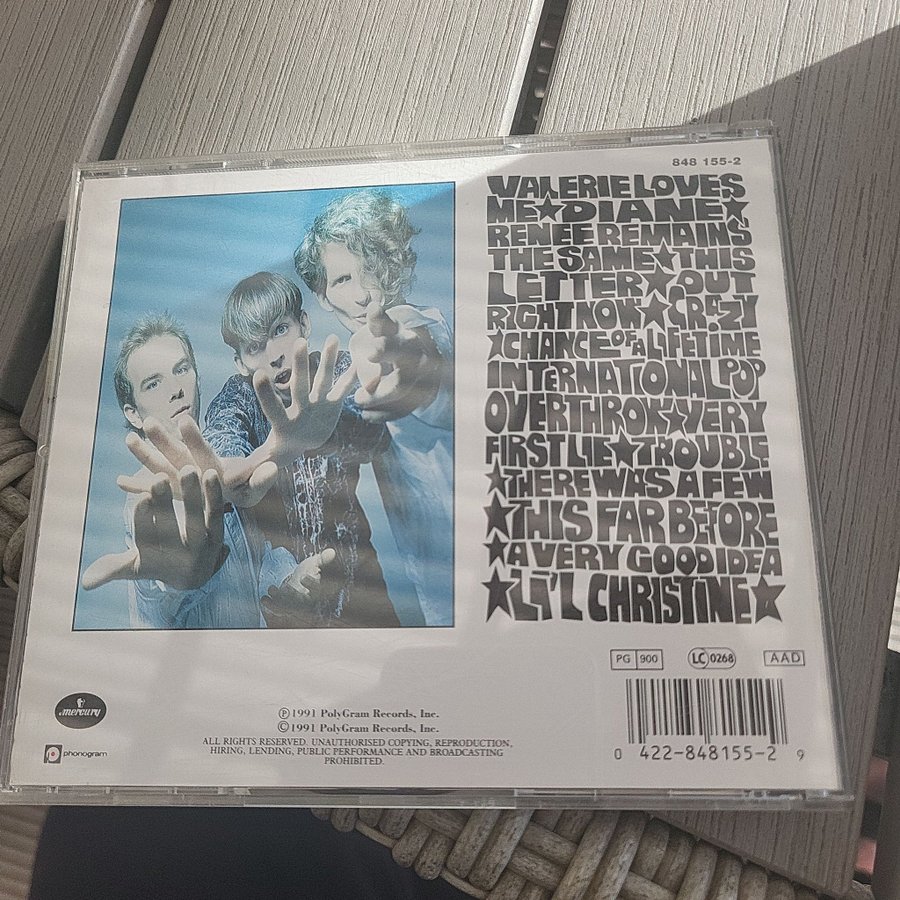 848 155-2
VALERIE LOVES
ME★DIANE★
RENEE REMAINS
THE SAME★THIS
LETTER★OUT
RIGHT NOW★CRAZY
★CHANCE OF A LIFETIME
INTERNATIONAL POP
OVERTHROW★VERY
FIRST LIE★TROUBLE
★THERE WAS A FEW
★THIS FAR BEFORE
★A VERY GOOD IDEA
★LI'L CHRISTINE★
PG 900
LC 0268
AAD
mercury
phonogram
Ⓟ1991 PolyGram Records, Inc.
©1991 PolyGram Records, Inc.
ALL RIGHTS RESERVED. UNAUTHORISED COPYING, REPRODUCTION,
HIRING, LENDING, PUBLIC PERFORMANCE AND BROADCASTING
PROHIBITED.
0 422-848155-2 9